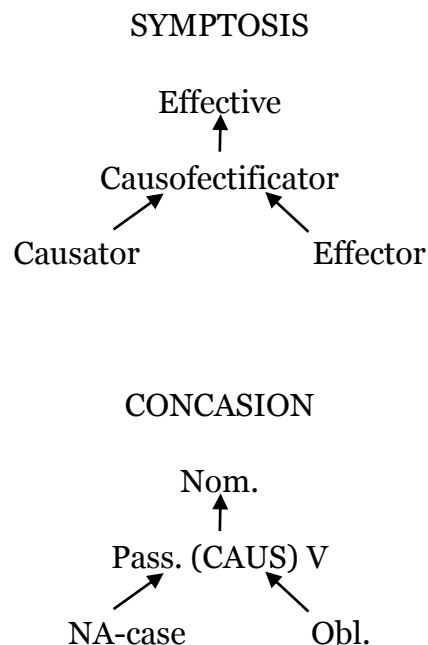 SYMPTOSIS
Effective
Causofectificator
Causator Effector
CONCASION
Nom.
Pass. (CAUS) V
NA-case Obl.